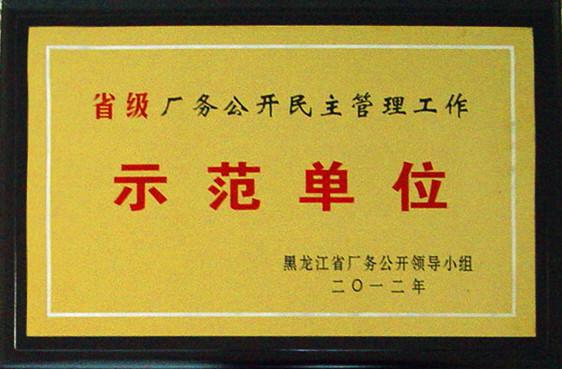 省级厂务公开民主管理工作
示范单位
黑龙江省厂务公开领导小组
二〇一二年